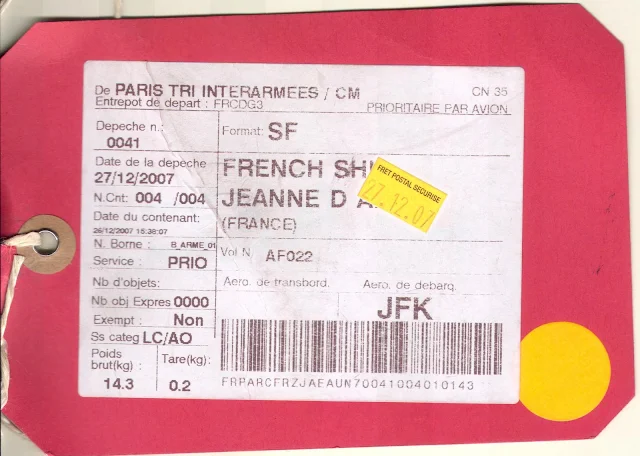 De PARIS TRI INTERARMEES / CM
CN 35
Entrepot de depart : FRCDG3
PRIORITAIRE PAR AVION
Depeche n.:
0041
Format: SF
Date de la depeche
27/12/2007
FRENCH
JEANNE D
(FRANCE)
FRET POSTAL SECURISE
27.12.07
N.Cnt: 004 /004
Date du contenant:
26/12/2007 15:38:07
N. Borne : B_ARME_01
Vol N. AF022
Service : PRIO
Nb d'objets:
Aero. de transbord.
Aero. de debarq.
JFK
Nb obj Expres 0000
Exempt : Non
Ss categ LC/AO
Poids brut(kg) :
14.3
Tare(kg):
0.2
FRPARCFRZJAEAUN70041004010143